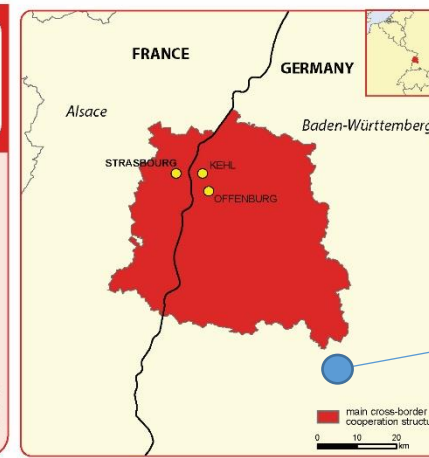 FRANCE
GERMANY
Alsace
Baden-Württemberg
STRASBOURG
KEHL
OFFENBURG
main cross-border
cooperation structu
0 10 20
km